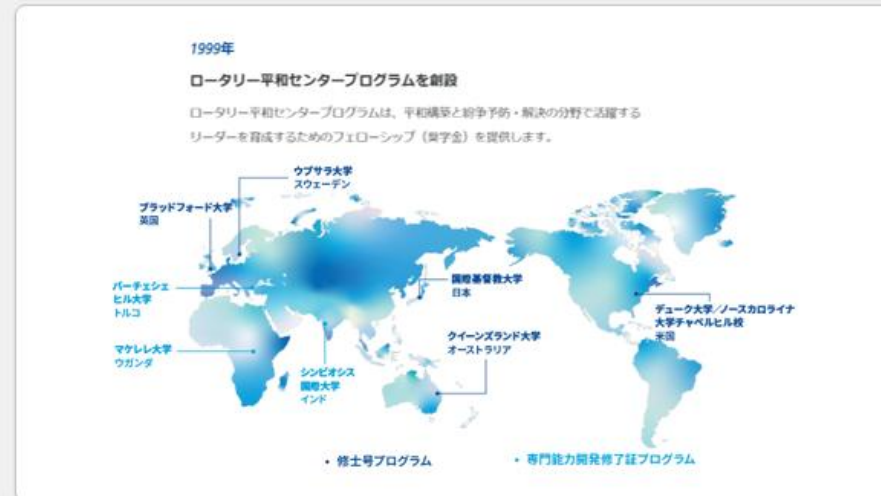 1999年
ロータリー平和センタープログラムを創設
ロータリー平和センタープログラムは、平和構築と紛争予防・解決の分野で活躍する
リーダーを育成するためのフェローシップ（奨学金）を提供します。
ウプサラ大学
スウェーデン
ブラッドフォード大学
英国
バーチェシェ
ヒル大学
トルコ
マケレレ大学
ウガンダ
シンビオシス
国際大学
インド
国際基督教大学
日本
クイーンズランド大学
オーストラリア
デューク大学／ノースカロライナ
大学チャペルヒル校
米国
・修士号プログラム
・専門能力開発修了証プログラム